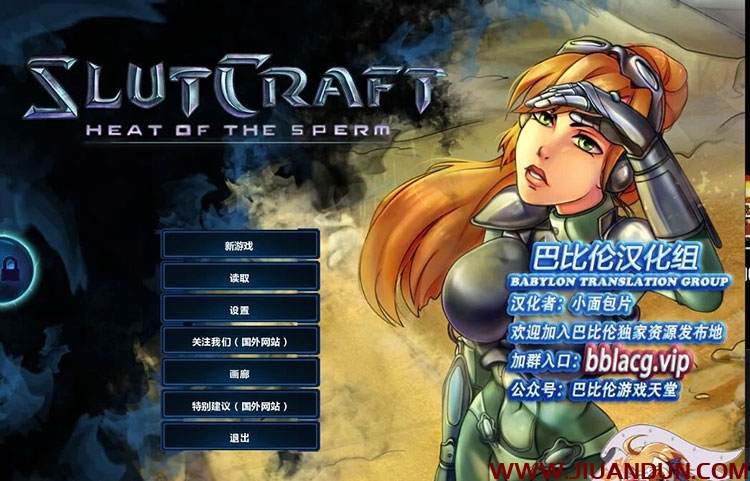 SLUTCRAFT
HEAT OF THE SPERM
新游戏
读取
设置
关注我们（国外网站）
画廊
特别建议（国外网站）
退出
巴比伦汉化组
BABYLON TRANSLATION GROUP
汉化者：小面包片
欢迎加入巴比伦独家资源发布地
加群入口：bblacg.vip
公众号：巴比伦游戏天堂
WWW.JIUANDUN.COM